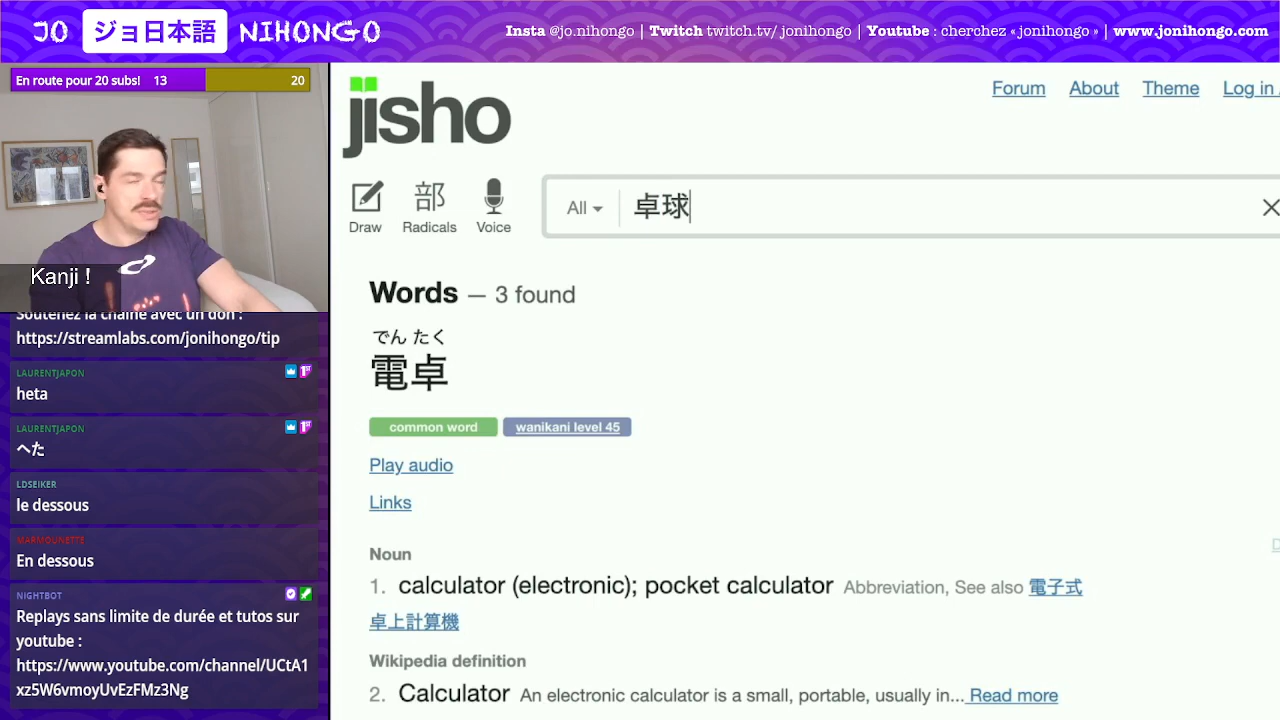 JO ジョ日本語 NIHONGO
Insta @jo.nihongo | Twitch twitch.tv/ jonihongo | Youtube : cherchez « jonihongo » | www.jonihongo.com
En route pour 20 subs! 13 20
Kanji !
Soutenez la chaîne avec un don :
https://streamlabs.com/jonihongo/tip
LAURENTJAPON
heta
LAURENTJAPON
へた
LDSEIKER
le dessous
MARMOUNETTE
En dessous
NIGHTBOT
Replays sans limite de durée et tutos sur
youtube :
https://www.youtube.com/channel/UCtA1
xz5W6vmoyUvEzFMz3Ng
jisho
Forum About Theme Log in
Draw
部 Radicals
Voice
All 卓球
Words — 3 found
でん たく
電卓
common word wanikani level 45
Play audio
Links
Noun
1. calculator (electronic); pocket calculator Abbreviation, See also 電子式
卓上計算機
Wikipedia definition
2. Calculator An electronic calculator is a small, portable, usually in... Read more